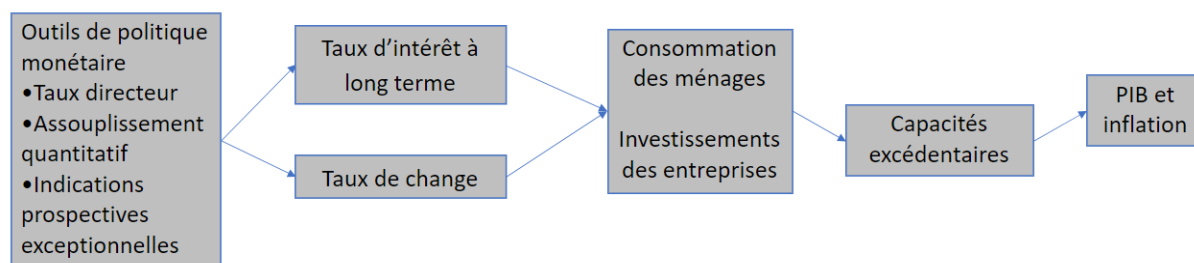 Outils de politique
monétaire
•Taux directeur
•Assouplissement
quantitatif
•Indications
prospectives
exceptionnelles
Taux d’intérêt à
long terme
Taux de change
Consommation
des ménages
Investissements
des entreprises
Capacités
excédentaires
PIB et
inflation